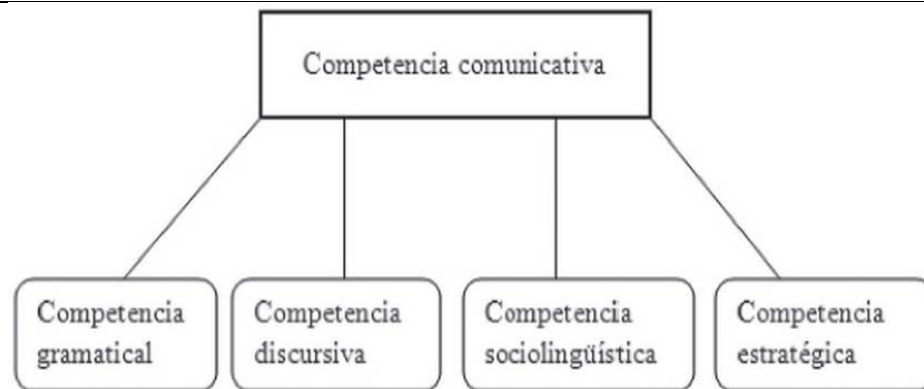 Competencia comunicativa
Competencia
gramatical
Competencia
discursiva
Competencia
sociolingüística
Competencia
estratégica